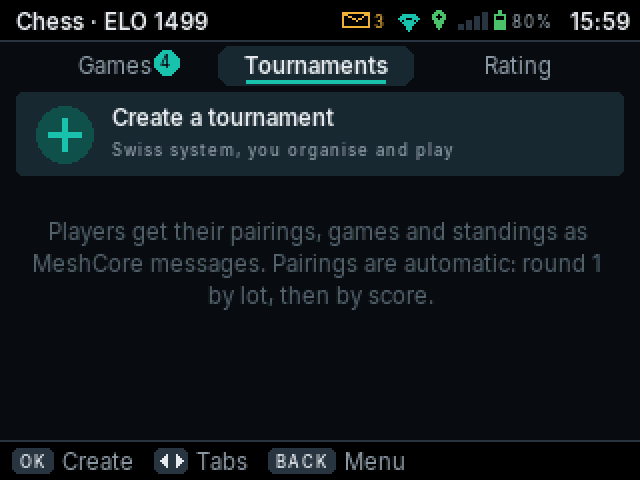 Chess · ELO 1499 3 80% 15:59
Games 4 Tournaments Rating
Create a tournament
Swiss system, you organise and play
Players get their pairings, games and standings as
MeshCore messages. Pairings are automatic: round 1
by lot, then by score.
OK Create Tabs BACK Menu